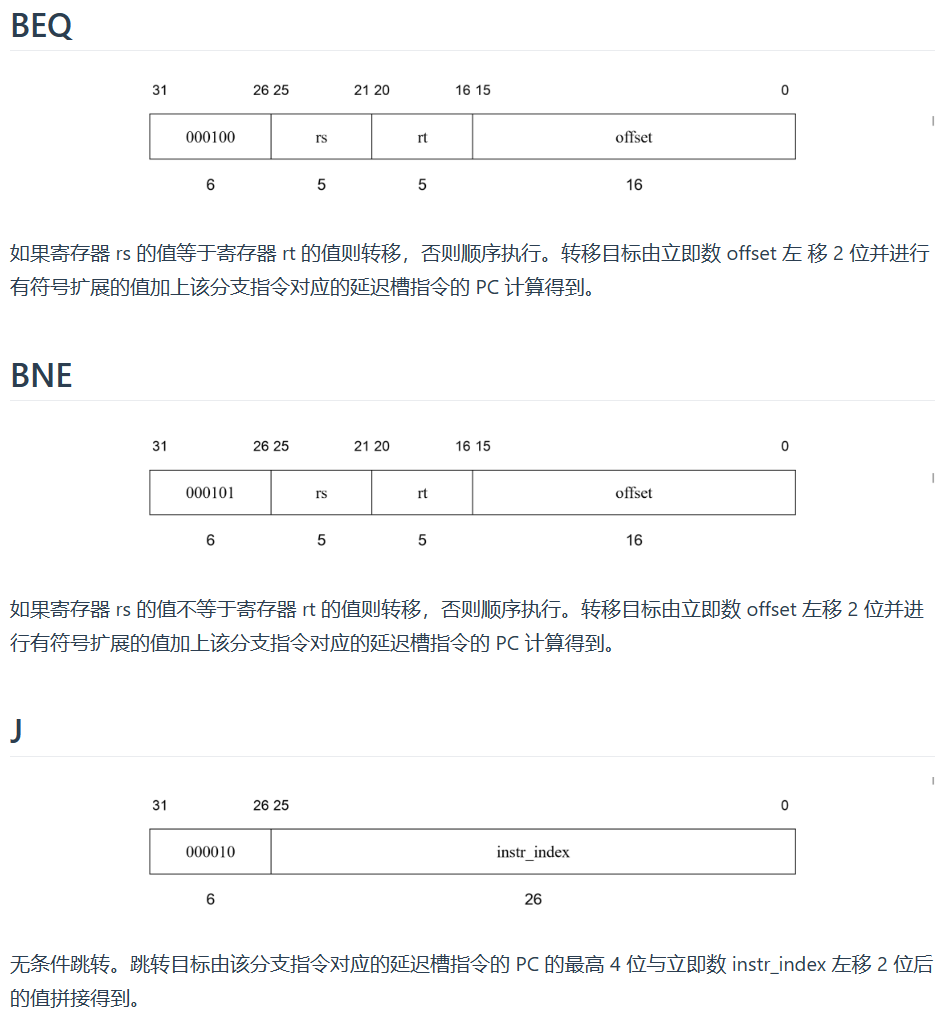 BEQ
31 26 25 21 20 16 15 0
000100 rs rt offset
6 5 5 16
如果寄存器 rs 的值等于寄存器 rt 的值则转移，否则顺序执行。转移目标由立即数 offset 左 移 2 位并进行
有符号扩展的值加上该分支指令对应的延迟槽指令的 PC 计算得到。
BNE
31 26 25 21 20 16 15 0
000101 rs rt offset
6 5 5 16
如果寄存器 rs 的值不等于寄存器 rt 的值则转移，否则顺序执行。转移目标由立即数 offset 左移 2 位并进
行有符号扩展的值加上该分支指令对应的延迟槽指令的 PC 计算得到。
J
31 26 25 0
000010 instr_index
6 26
无条件跳转。跳转目标由该分支指令对应的延迟槽指令的 PC 的最高 4 位与立即数 instr_index 左移 2 位后
的值拼接得到。